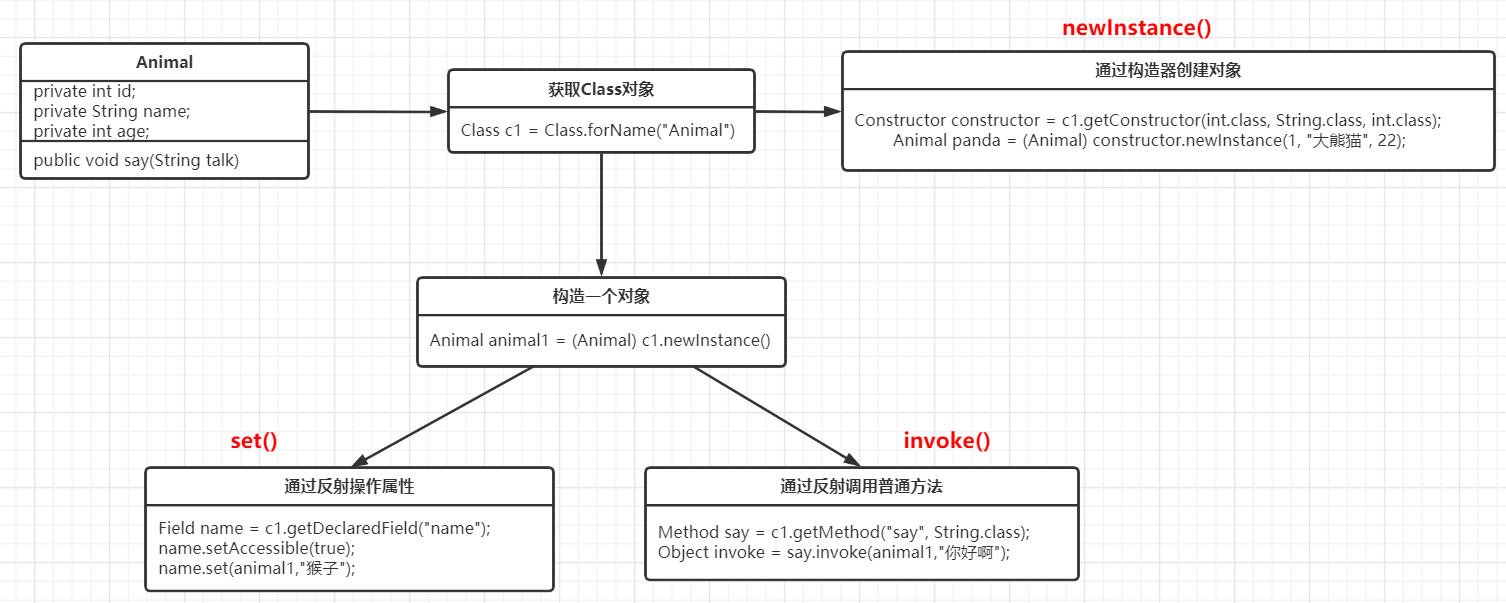 newInstance()
Animal
private int id;
private String name;
private int age;
public void say(String talk)
获取Class对象
Class c1 = Class.forName("Animal")
通过构造器创建对象
Constructor constructor = c1.getConstructor(int.class, String.class, int.class);
Animal panda = (Animal) constructor.newInstance(1, "大熊猫", 22);
构造一个对象
Animal animal1 = (Animal) c1.newInstance()
set()
通过反射操作属性
Field name = c1.getDeclaredField("name");
name.setAccessible(true);
name.set(animal1,"猴子");
invoke()
通过反射调用普通方法
Method say = c1.getMethod("say", String.class);
Object invoke = say.invoke(animal1,"你好啊");